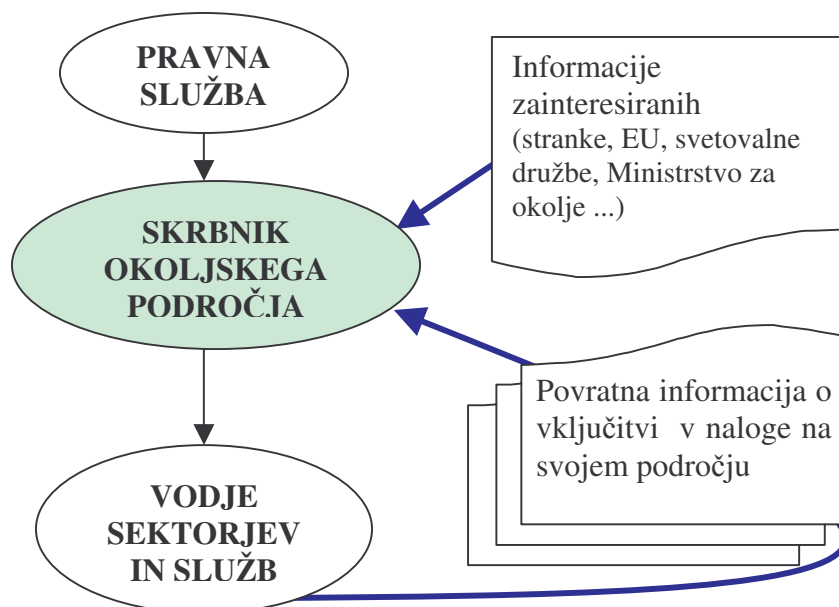 PRAVNA
SLUŽBA
Informacije
zainteresiranih
(stranke, EU, svetovalne
družbe, Ministrstvo za
okolje ...)
SKRBNIK
OKOLJSKEGA
PODROČJA
Povratna informacija o
vključitvi v naloge na
svojem področju
VODJE
SEKTORJEV
IN SLUŽB